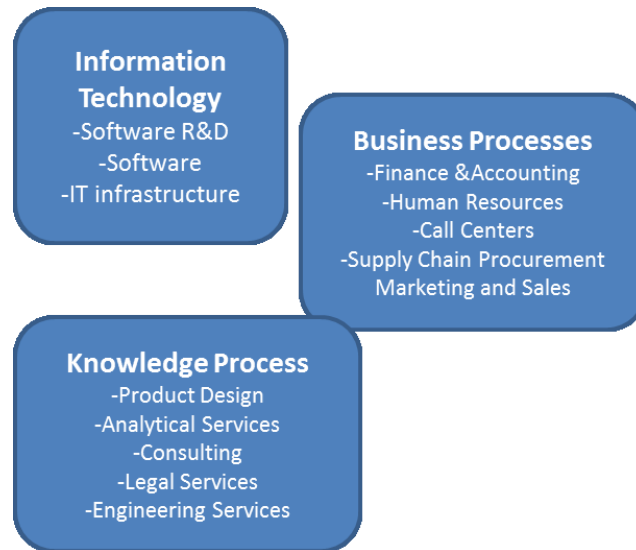 Information
Technology
-Software R&D
-Software
-IT infrastructure
Business Processes
-Finance &Accounting
-Human Resources
-Call Centers
-Supply Chain Procurement
Marketing and Sales
Knowledge Process
-Product Design
-Analytical Services
-Consulting
-Legal Services
-Engineering Services